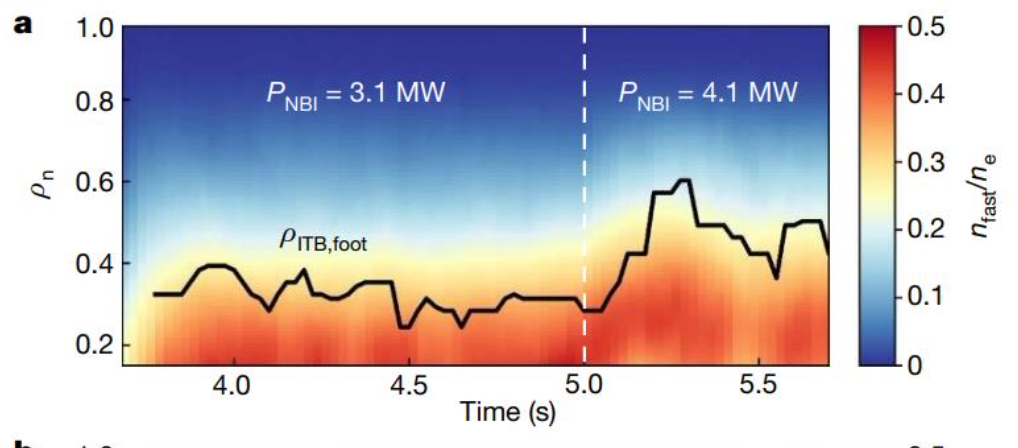 a
1.0
0.8
0.6
0.4
0.2
ρn
PNBI = 3.1 MW
PNBI = 4.1 MW
ρITB,foot
4.0
4.5
5.0
5.5
Time (s)
0.5
0.4
0.3
0.2
0.1
0
nfast/ne